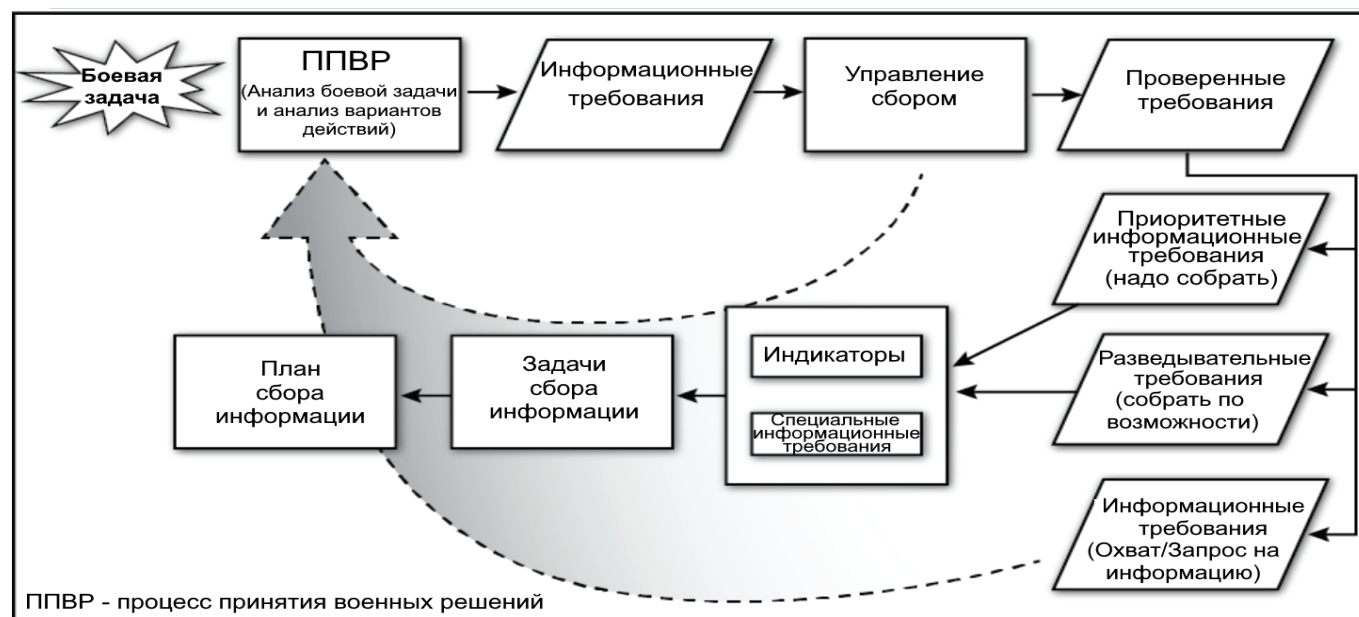 Боевая
задача
ППВР
(Анализ боевой задачи
и анализ вариантов
действий)
Информационные
требования
Управление
сбором
Проверенные
требования
Приоритетные
информационные
требования
(надо собрать)
Разведывательные
требования
(собрать по
возможности)
Информационные
требования
(Охват/Запрос на
информацию)
Индикаторы
Специальные
информационные
требования
Задачи
сбора
информации
План
сбора
информации
ППВР - процесс принятия военных решений